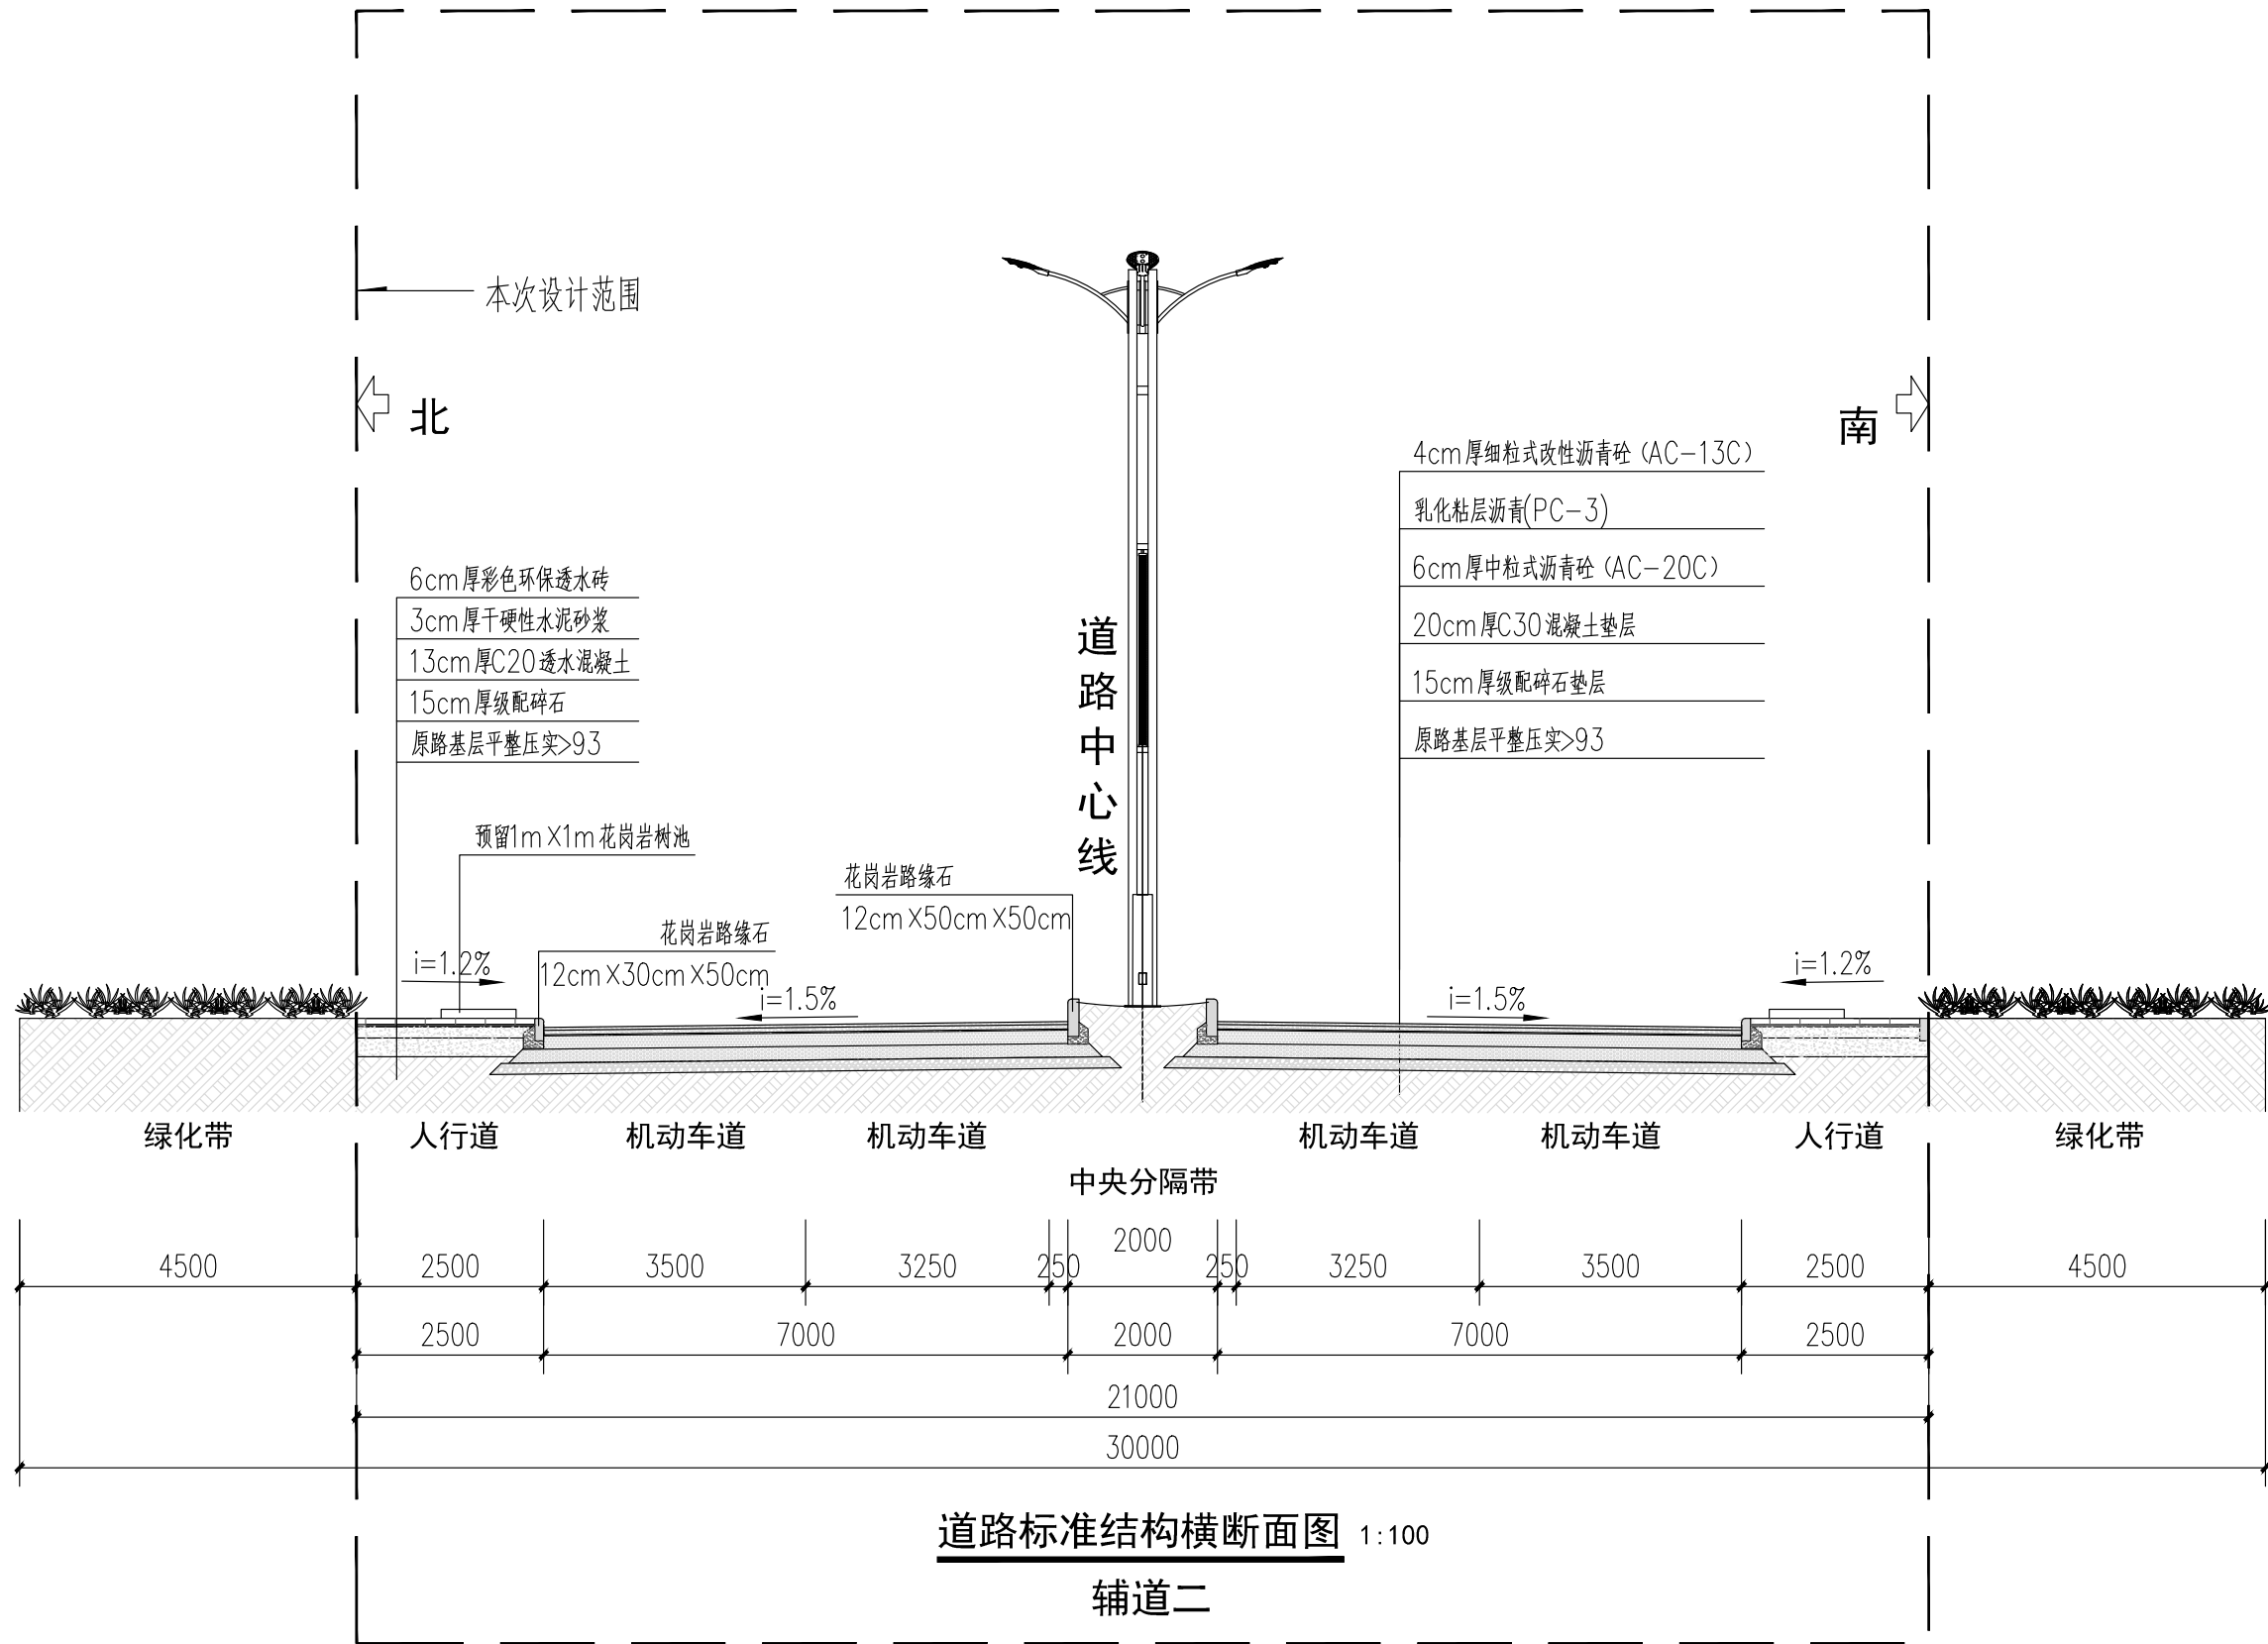 本次设计范围
北
南
4cm厚细粒式改性沥青砼（AC-13C）
乳化粘层沥青(PC-3)
6cm厚中粒式沥青砼（AC-20C）
20cm厚C30混凝土垫层
15cm厚级配碎石垫层
原路基层平整压实>93
6cm厚彩色环保透水砖
3cm厚干硬性水泥砂浆
13cm厚C20透水混凝土
15cm厚级配碎石
原路基层平整压实>93
道路中心线
预留1m×1m花岗岩树池
花岗岩路缘石
12cm×50cm×50cm
花岗岩路缘石
12cm×30cm×50cm
i=1.2%
i=1.5%
i=1.5%
i=1.2%
绿化带 人行道 机动车道 机动车道 机动车道 机动车道 人行道 绿化带
中央分隔带
4500 2500 3500 3250 250 2000 250 3250 3500 2500 4500
2500 7000 2000 7000 2500
21000
30000
道路标准结构横断面图 1:100
辅道二